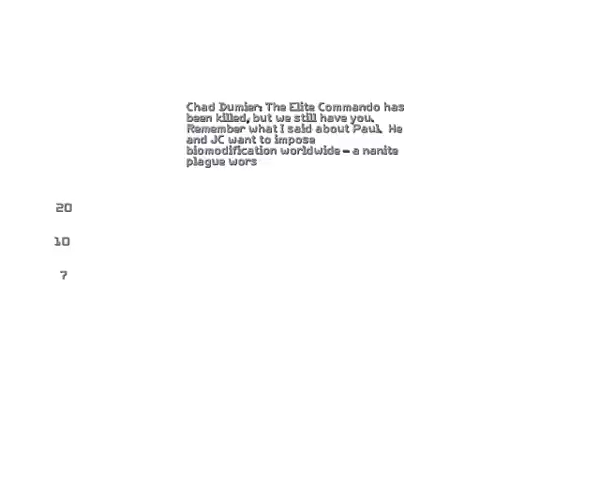 Chad Dumier: The Elite Commando has
been killed, but we still have you.
Remember what I said about Paul.  He
and JC want to impose
biomodification worldwide - a nanite
plague wors
20
10
7